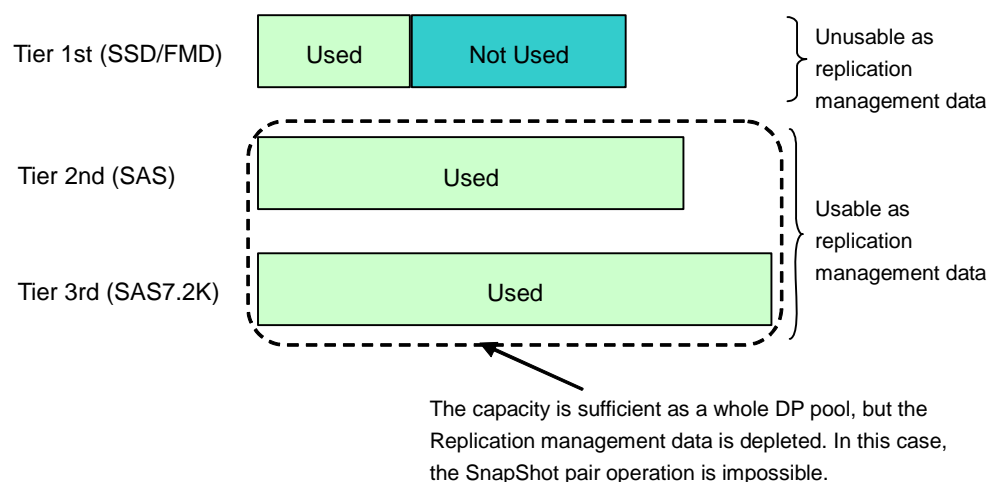 Tier 1st (SSD/FMD)
Used
Not Used
Unusable as
replication
management data
Tier 2nd (SAS)
Used
Usable as
replication
management data
Tier 3rd (SAS7.2K)
Used
The capacity is sufficient as a whole DP pool, but the
Replication management data is depleted. In this case,
the SnapShot pair operation is impossible.